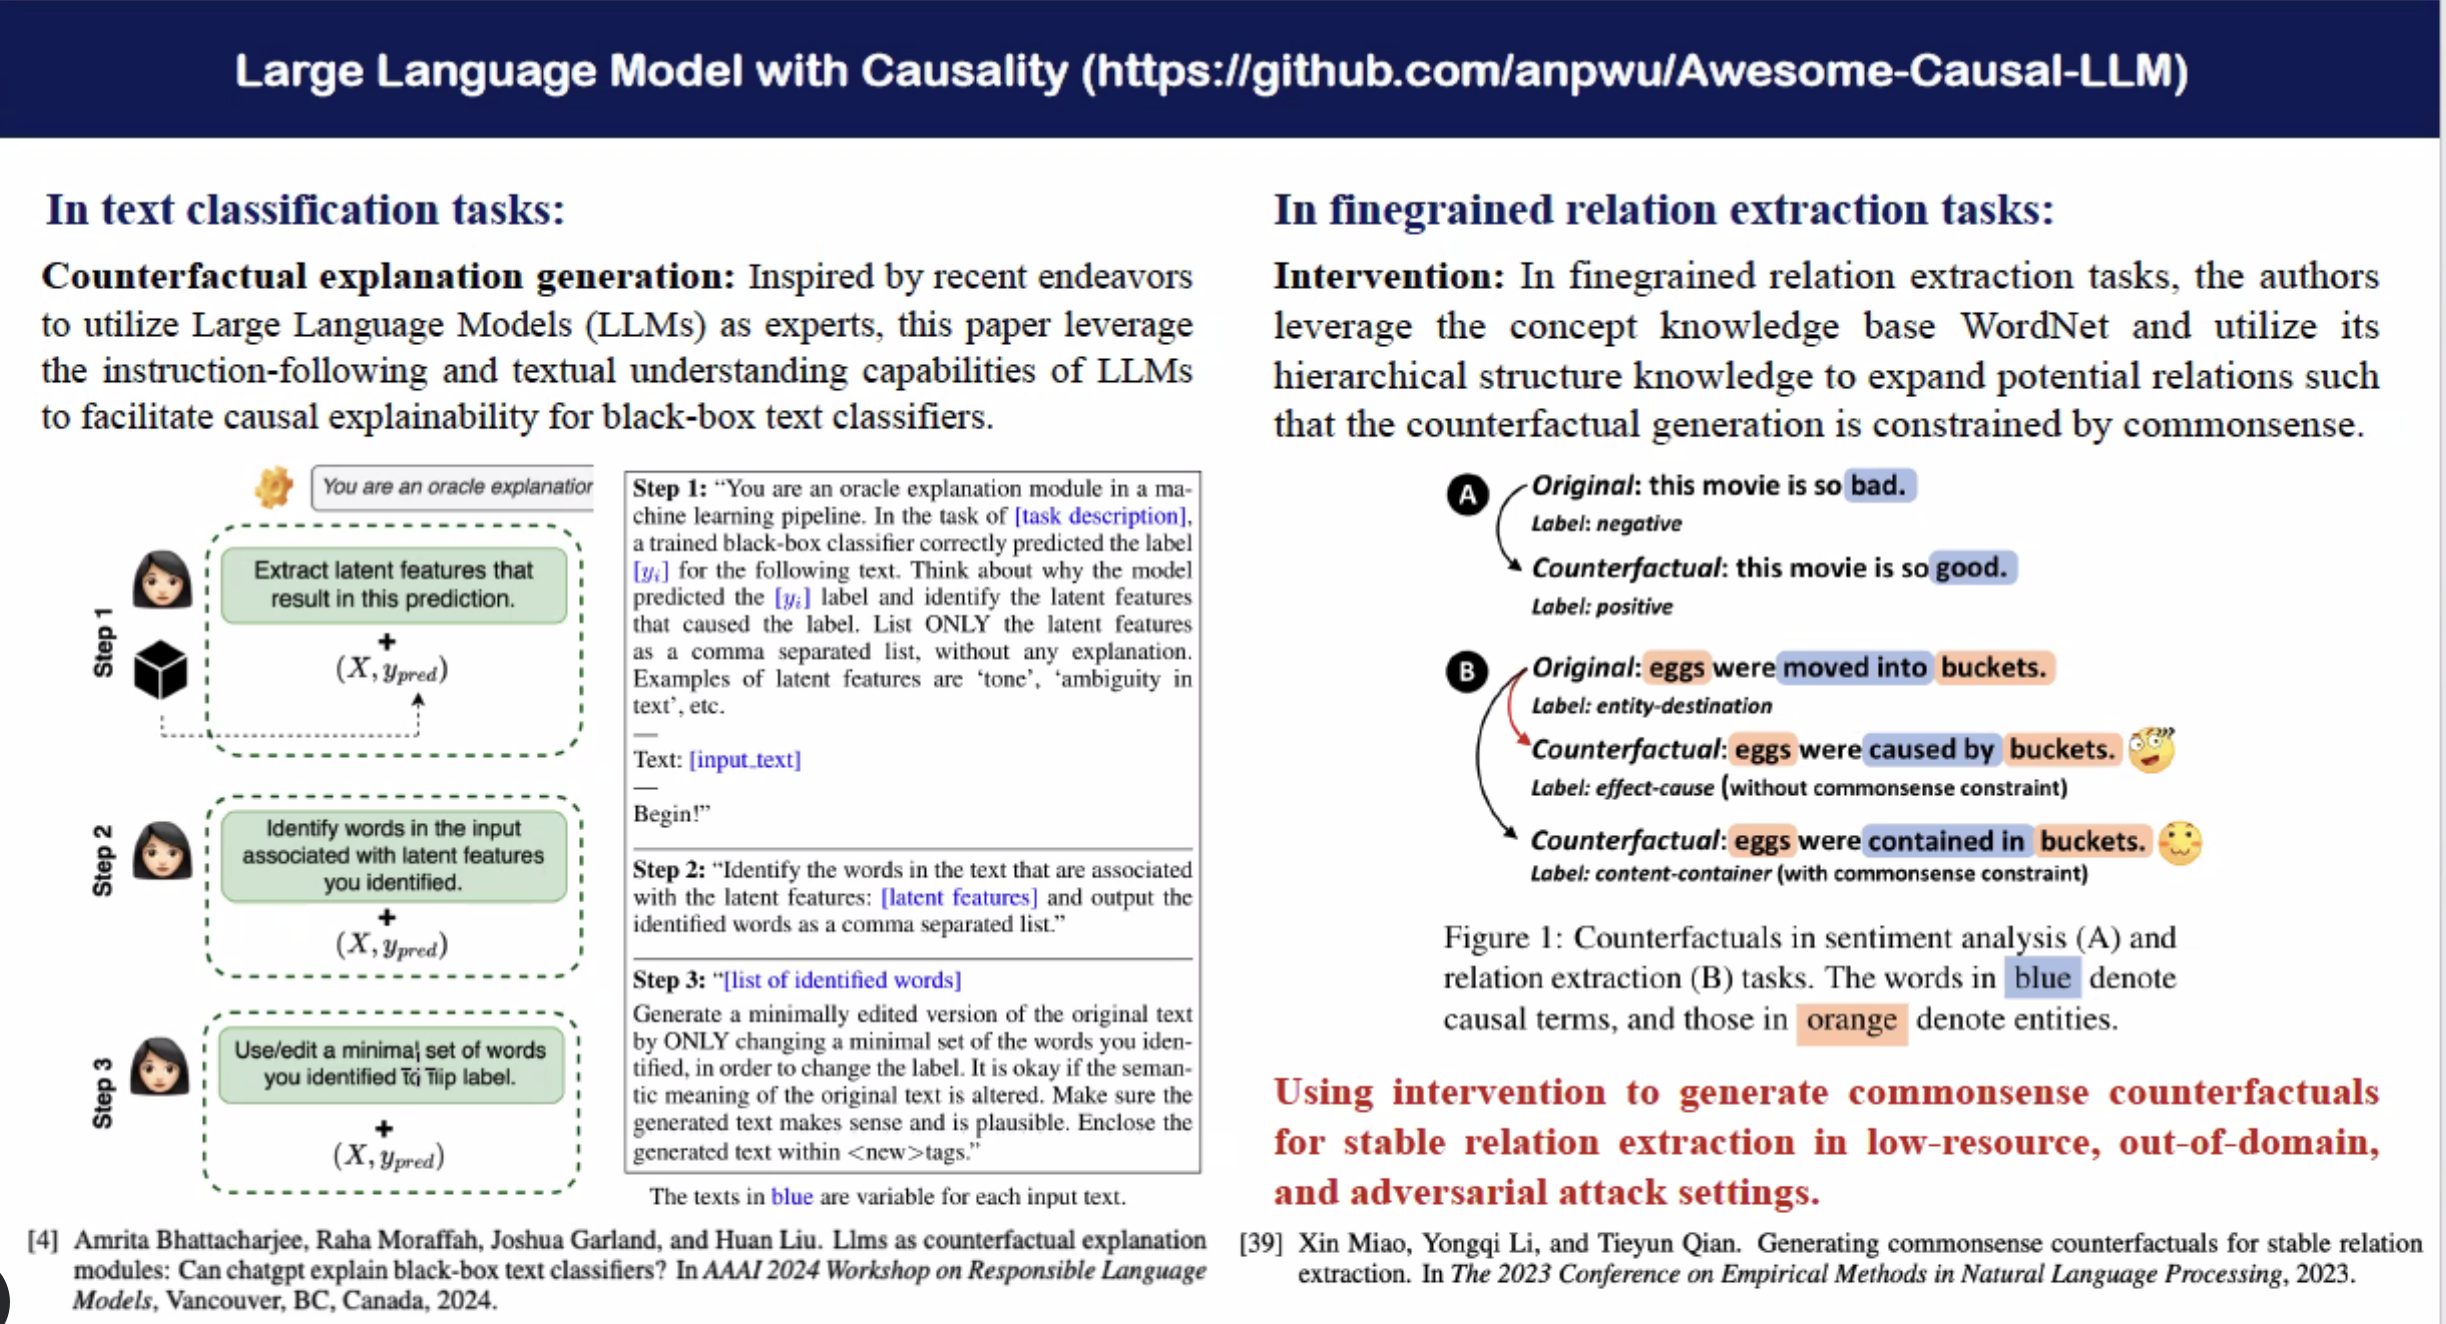 Large Language Model with Causality (https://github.com/anpwu/Awesome-Causal-LLM)
In text classification tasks:
Counterfactual explanation generation: Inspired by recent endeavors
to utilize Large Language Models (LLMs) as experts, this paper leverage
the instruction-following and textual understanding capabilities of LLMs
to facilitate causal explainability for black-box text classifiers.
You are an oracle explanation
Step 1
Extract latent features that
result in this prediction.
+
(X, y_pred)
Step 2
Identify words in the input
associated with latent features
you identified.
+
(X, y_pred)
Step 3
Use/edit a minimal set of words
you identified to flip label.
+
(X, y_pred)
Step 1: “You are an oracle explanation module in a ma-
chine learning pipeline. In the task of [task description],
a trained black-box classifier correctly predicted the label
[y_i] for the following text. Think about why the model
predicted the [y_i] label and identify the latent features
that caused the label. List ONLY the latent features
as a comma separated list, without any explanation.
Examples of latent features are ‘tone’, ‘ambiguity in
text’, etc.
—
Text: [input_text]
—
Begin!”
Step 2: “Identify the words in the text that are associated
with the latent features: [latent features] and output the
identified words as a comma separated list.”
Step 3: “[list of identified words]
Generate a minimally edited version of the original text
by ONLY changing a minimal set of the words you iden-
tified, in order to change the label. It is okay if the seman-
tic meaning of the original text is altered. Make sure the
generated text makes sense and is plausible. Enclose the
generated text within <new>tags.”
The texts in blue are variable for each input text.
[4] Amrita Bhattacharjee, Raha Moraffah, Joshua Garland, and Huan Liu. Llms as counterfactual explanation
modules: Can chatgpt explain black-box text classifiers? In AAAI 2024 Workshop on Responsible Language
Models, Vancouver, BC, Canada, 2024.
In finegrained relation extraction tasks:
Intervention: In finegrained relation extraction tasks, the authors
leverage the concept knowledge base WordNet and utilize its
hierarchical structure knowledge to expand potential relations such
that the counterfactual generation is constrained by commonsense.
A
Original: this movie is so bad.
Label: negative
Counterfactual: this movie is so good.
Label: positive
B
Original: eggs were moved into buckets.
Label: entity-destination
Counterfactual: eggs were caused by buckets.
Label: effect-cause (without commonsense constraint)
Counterfactual: eggs were contained in buckets.
Label: content-container (with commonsense constraint)
Figure 1: Counterfactuals in sentiment analysis (A) and
relation extraction (B) tasks. The words in blue denote
causal terms, and those in orange denote entities.
Using intervention to generate commonsense counterfactuals
for stable relation extraction in low-resource, out-of-domain,
and adversarial attack settings.
[39] Xin Miao, Yongqi Li, and Tieyun Qian. Generating commonsense counterfactuals for stable relation
extraction. In The 2023 Conference on Empirical Methods in Natural Language Processing, 2023.